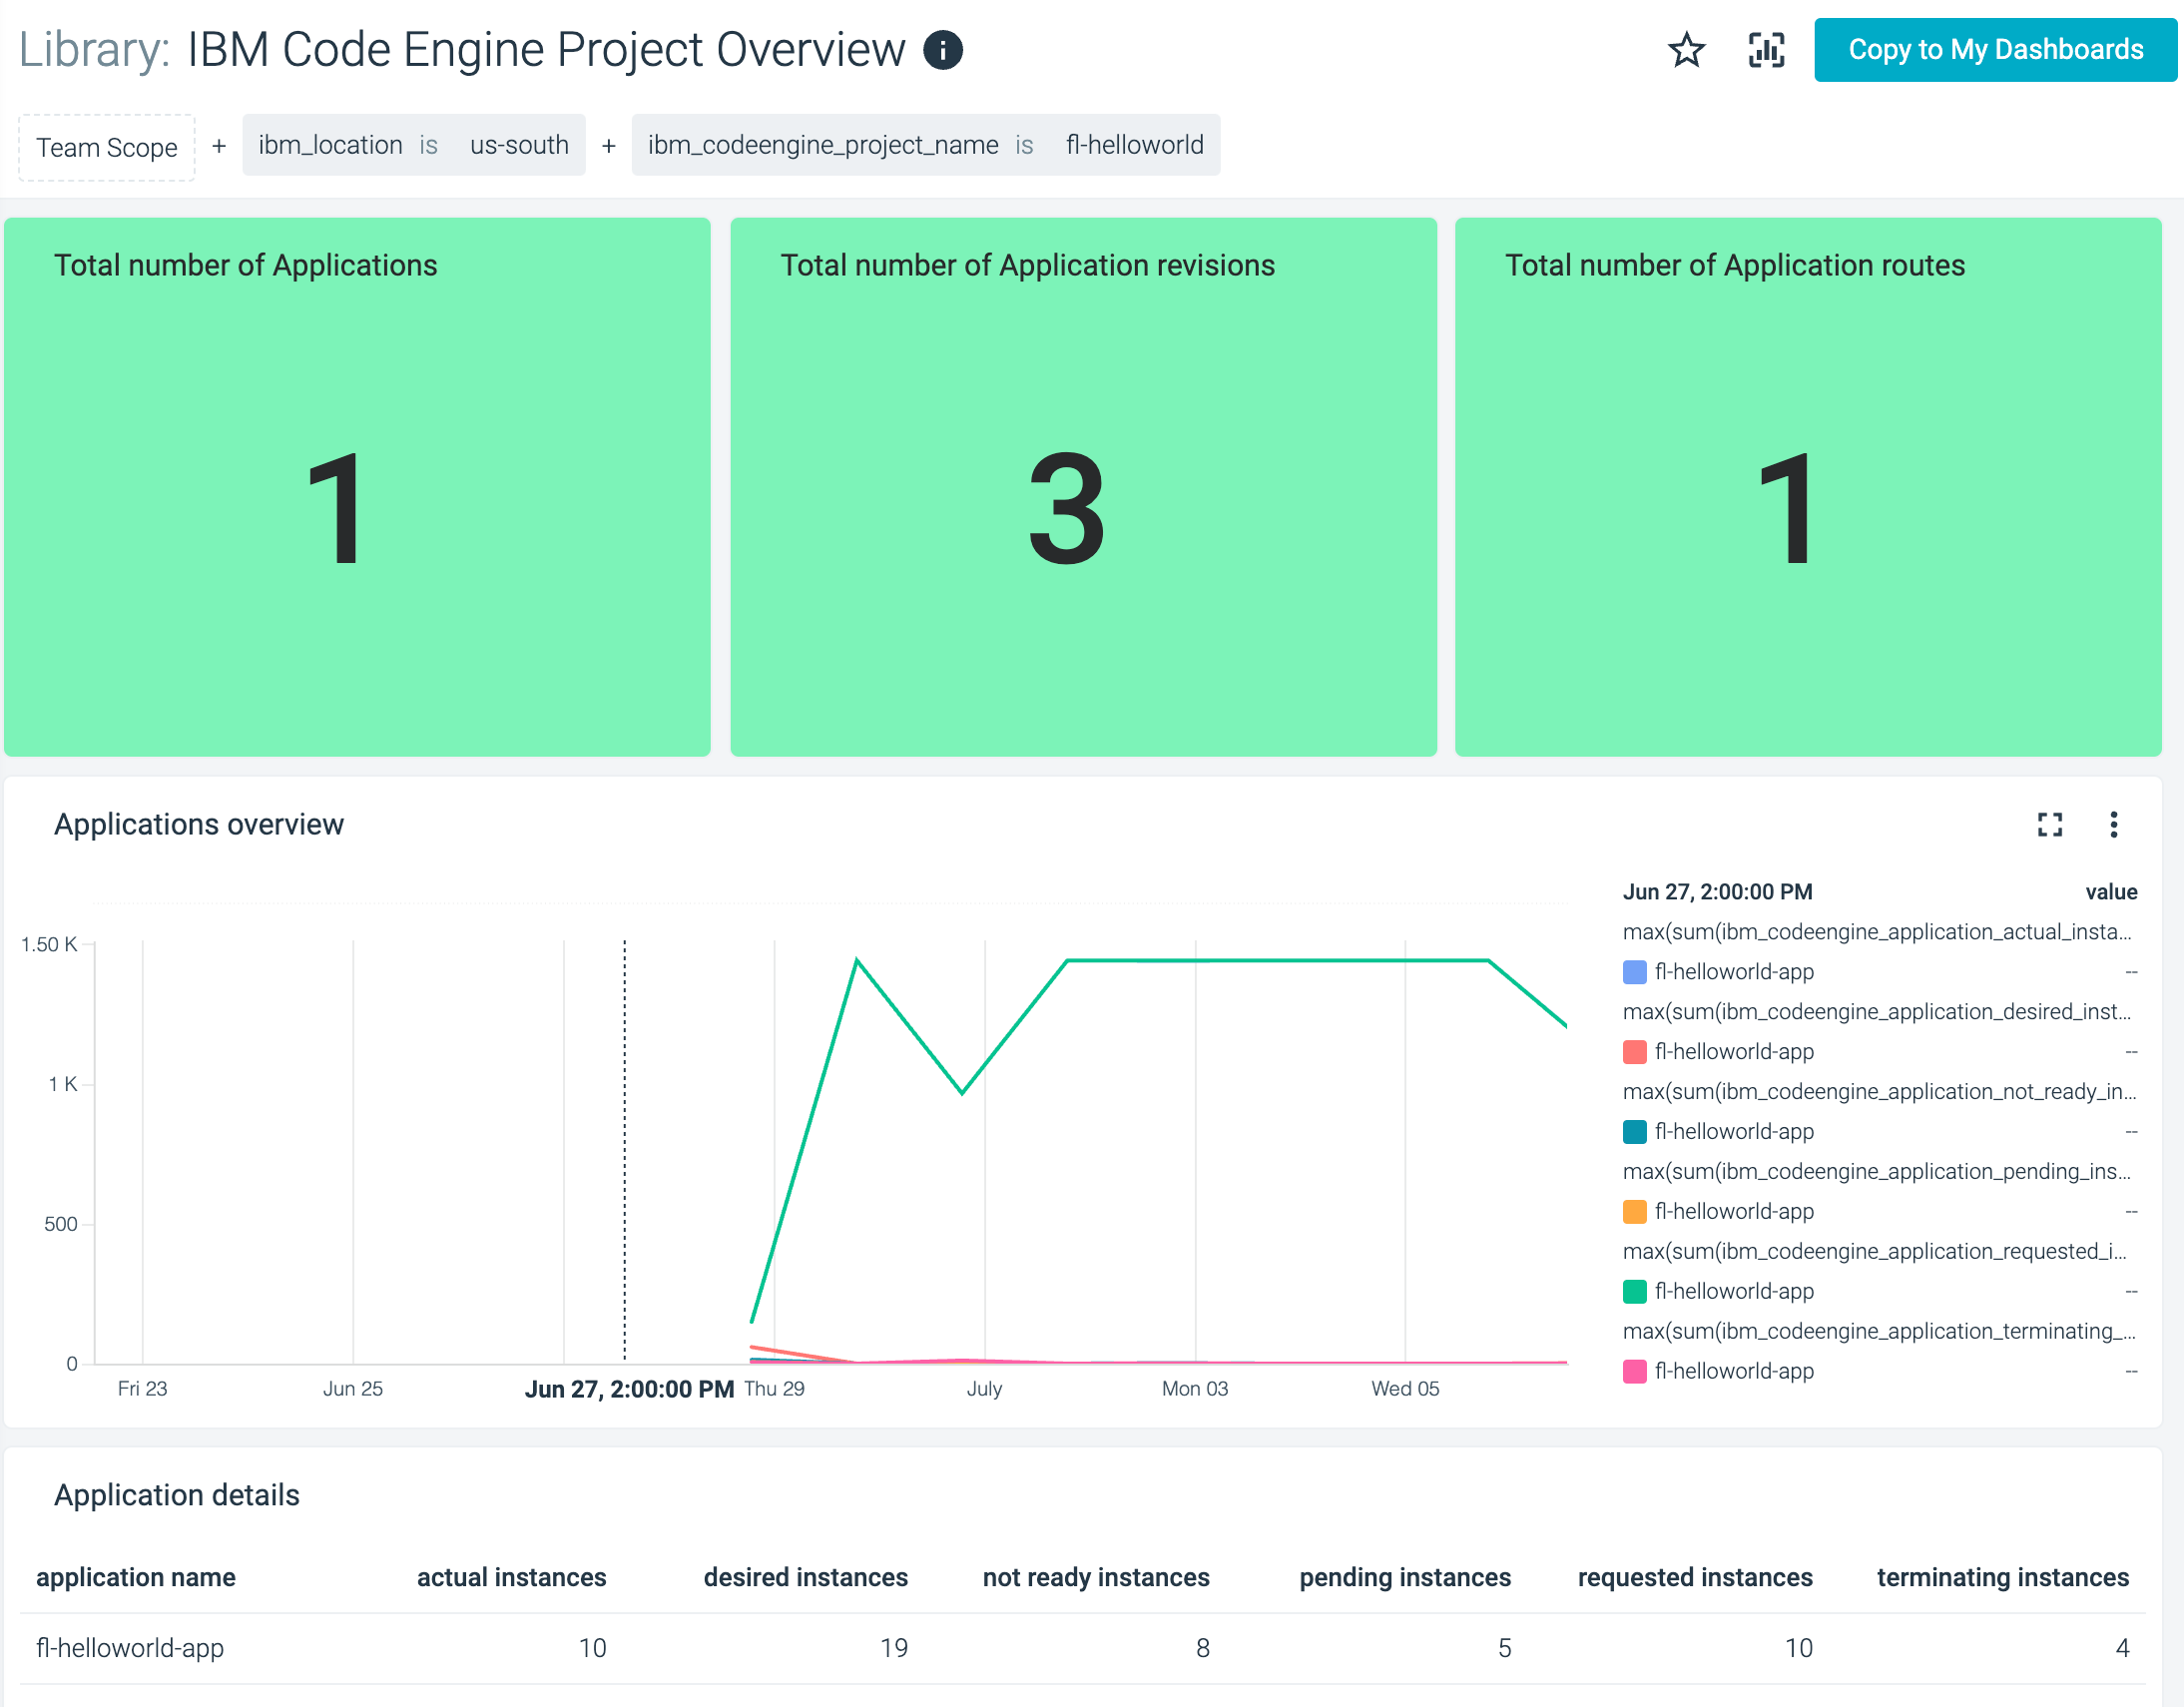 Library: IBM Code Engine Project Overview i
Copy to My Dashboards
Team Scope + ibm_location is us-south + ibm_codeengine_project_name is fl-helloworld
Total number of Applications
1
Total number of Application revisions
3
Total number of Application routes
1
Applications overview
1.50 K
1 K
500
0
Fri 23 Jun 25 Jun 27, 2:00:00 PM Thu 29 July Mon 03 Wed 05
Jun 27, 2:00:00 PM value
max(sum(ibm_codeengine_application_actual_insta...
fl-helloworld-app --
max(sum(ibm_codeengine_application_desired_inst...
fl-helloworld-app --
max(sum(ibm_codeengine_application_not_ready_in...
fl-helloworld-app --
max(sum(ibm_codeengine_application_pending_ins...
fl-helloworld-app --
max(sum(ibm_codeengine_application_requested_i...
fl-helloworld-app --
max(sum(ibm_codeengine_application_terminating_...
fl-helloworld-app --
Application details
application name actual instances desired instances not ready instances pending instances requested instances terminating instances
fl-helloworld-app 10 19 8 5 10 4